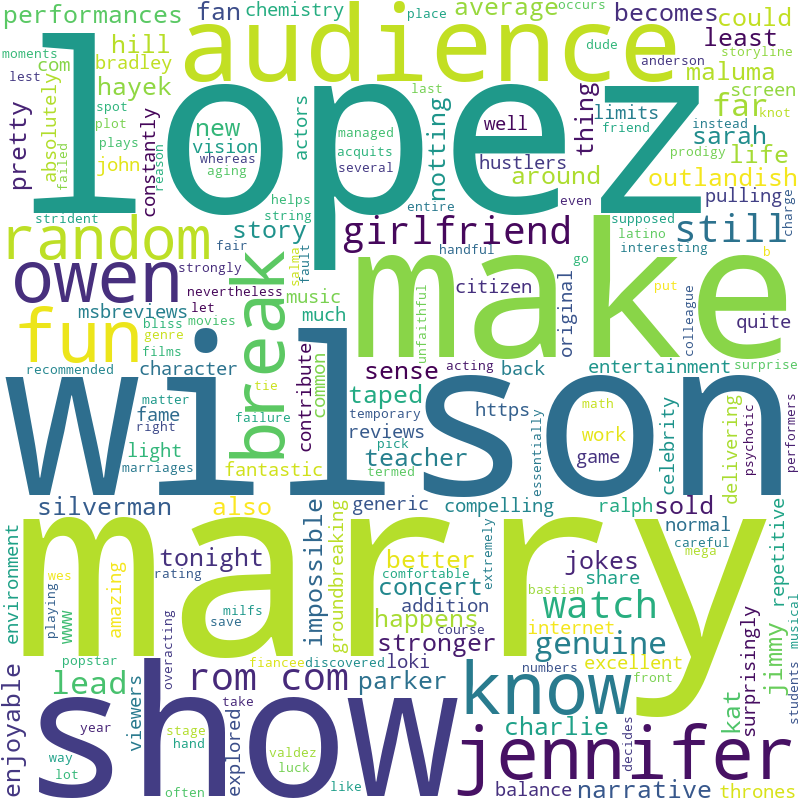 performances
fan
chemistry
place
average
occurs
becomes
could
moments
com
hill
audience
dude
anderson
storyline
least
lest
bradley
lopez
maluma
screen
pretty
absolutely
hayek
spot
plot
failed
plays
john
reason
constantly
new
vision
whereas
aging
actors
managed
acquits
several
last
notting
well
hustlers
thing
limits
friend
far
instead
knot
sarah
prodigy
life
around
outlandish
pulling
charge
strident
helps
string
entire
even
random
story
girlfriend
supposed
latino
interesting
still
fair
strongly
salma
fault
handful
go
b
owen
nevertheless
break
music
citizen
original
make
put
colleague
msbreviews
let
much
unfaithful
quite
fun
bliss
movies
genre
films
character
sense
acting
back
entertainment
surprise
recommended
wilson
matter
fame
right
contribute
common
taped
tie
temporary
https
math
celebrity
delivering
psychotic
performers
light
marriages
failure
reviews
pick
termed
teacher
essentially
work
game
fantastic
silverman
also
impossible
generic
compelling
ralph
sold
normal
careful
repetitive
environment
marry
mega
www
wes
playing
amazing
tonight
rating
groundbreaking
better
comfortable
concert
extremely
bastian
jokes
share
jimmy
milfs
save
addition
happens
course
stronger
watch
internet
genuine
surprisingly
musical
students
popstar
overacting
fiancee
discovered
loki
numbers
excellent
front
enjoyable
lead
viewers
rom com
parker
know
kat
year
show
take
stage
hand
explored
charlie
decides
way
lot
often
valdez
luck
like
jennifer
balance
narrative
thrones